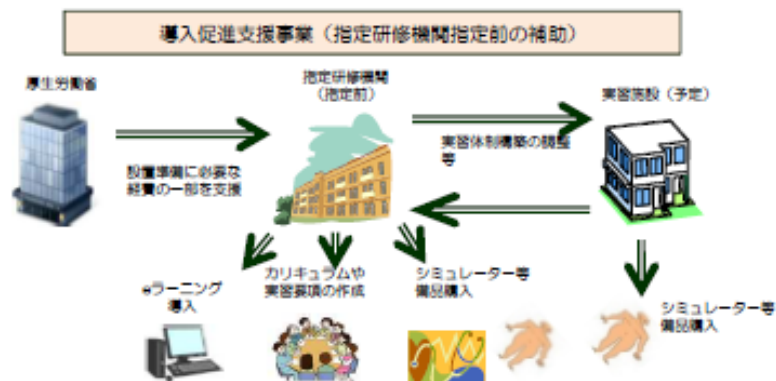 導入促進支援事業（指定研修機関指定前の補助）
厚生労働省
指定研修機関
（指定前）
実習施設（予定）
設置準備に必要な
経費の一部を支援
実習体制構築の調整
等
eラーニング
導入
カリキュラムや
実習要項の作成
シミュレーター等
備品購入
シミュレーター等
備品購入